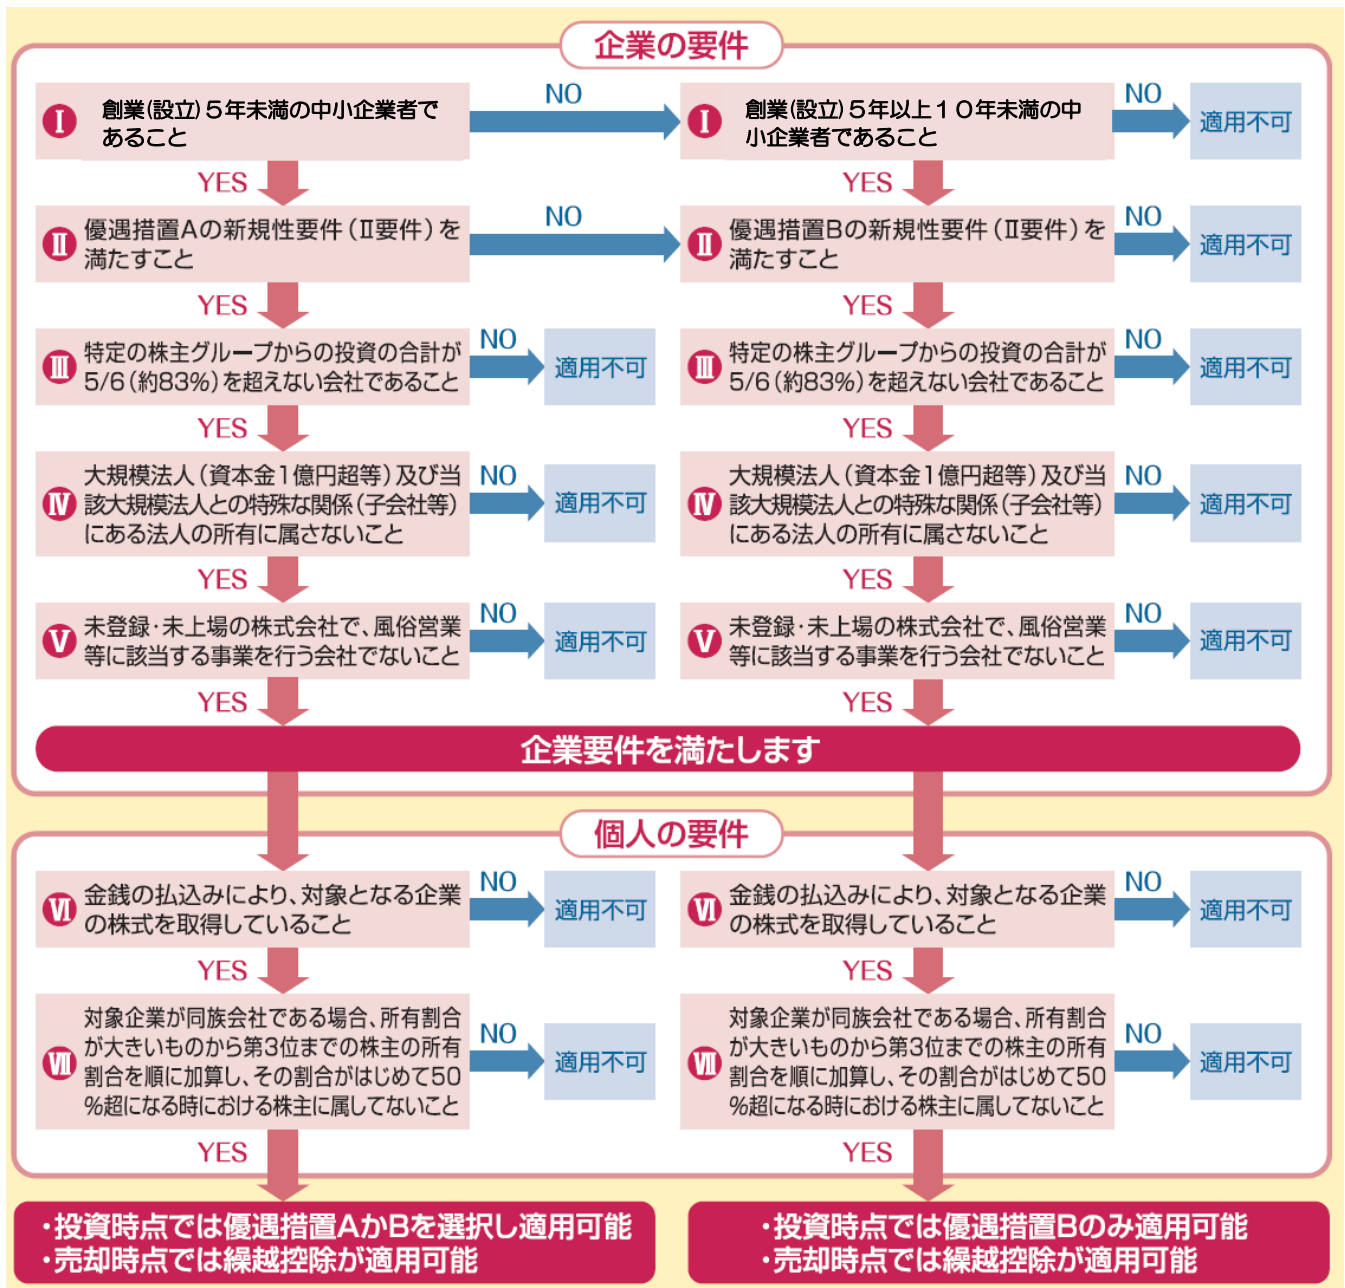 企業の要件
Ⅰ 創業(設立)５年未満の中小企業者で
あること
NO
Ⅰ 創業(設立)５年以上１０年未満の中
小企業者であること
NO
適用不可
YES
YES
Ⅱ 優遇措置Aの新規性要件(Ⅱ要件)を
満たすこと
NO
Ⅱ 優遇措置Bの新規性要件(Ⅱ要件)を
満たすこと
NO
適用不可
YES
YES
Ⅲ 特定の株主グループからの投資の合計が
5/6(約83%)を超えない会社であること
NO
適用不可
Ⅲ 特定の株主グループからの投資の合計が
5/6(約83%)を超えない会社であること
NO
適用不可
YES
YES
Ⅳ 大規模法人(資本金1億円超等)及び当
該大規模法人との特殊な関係(子会社等)
にある法人の所有に属さないこと
NO
適用不可
Ⅳ 大規模法人(資本金1億円超等)及び当
該大規模法人との特殊な関係(子会社等)
にある法人の所有に属さないこと
NO
適用不可
YES
YES
Ⅴ 未登録・未上場の株式会社で、風俗営業
等に該当する事業を行う会社でないこと
NO
適用不可
Ⅴ 未登録・未上場の株式会社で、風俗営業
等に該当する事業を行う会社でないこと
NO
適用不可
YES
YES
企業要件を満たします
個人の要件
Ⅵ 金銭の払込みにより、対象となる企業
の株式を取得していること
NO
適用不可
Ⅵ 金銭の払込みにより、対象となる企業
の株式を取得していること
NO
適用不可
YES
YES
Ⅶ 対象企業が同族会社である場合、所有割合
が大きいものから第3位までの株主の所有
割合を順に加算し、その割合がはじめて50
%超になる時における株主に属してないこと
NO
適用不可
Ⅶ 対象企業が同族会社である場合、所有割合
が大きいものから第3位までの株主の所有
割合を順に加算し、その割合がはじめて50
%超になる時における株主に属してないこと
NO
適用不可
YES
YES
・投資時点では優遇措置AかBを選択し適用可能
・売却時点では繰越控除が適用可能
・投資時点では優遇措置Bのみ適用可能
・売却時点では繰越控除が適用可能